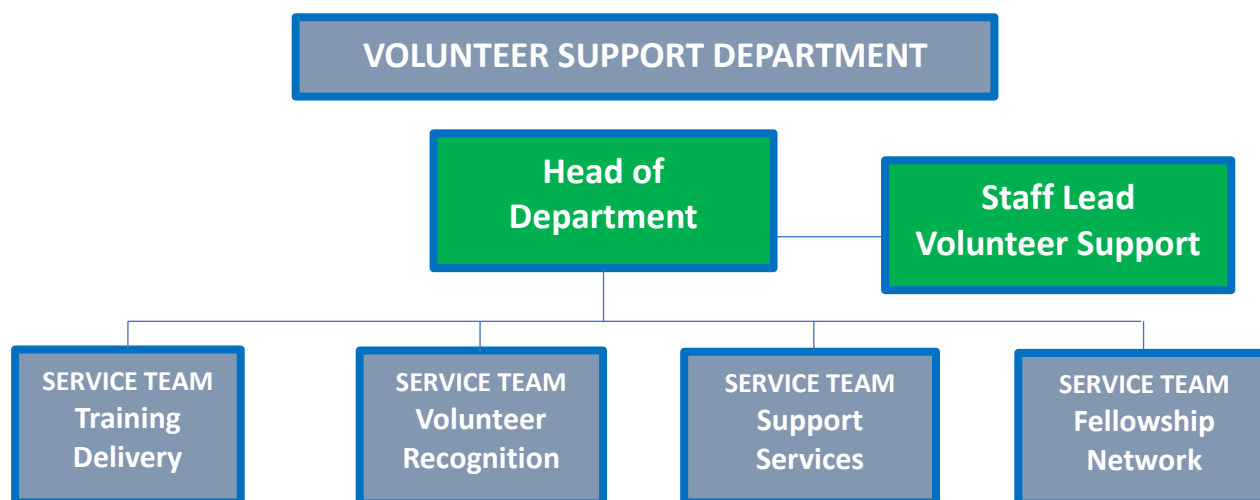 VOLUNTEER SUPPORT DEPARTMENT
Head of
Department
Staff Lead
Volunteer Support
SERVICE TEAM
Training
Delivery
SERVICE TEAM
Volunteer
Recognition
SERVICE TEAM
Support
Services
SERVICE TEAM
Fellowship
Network